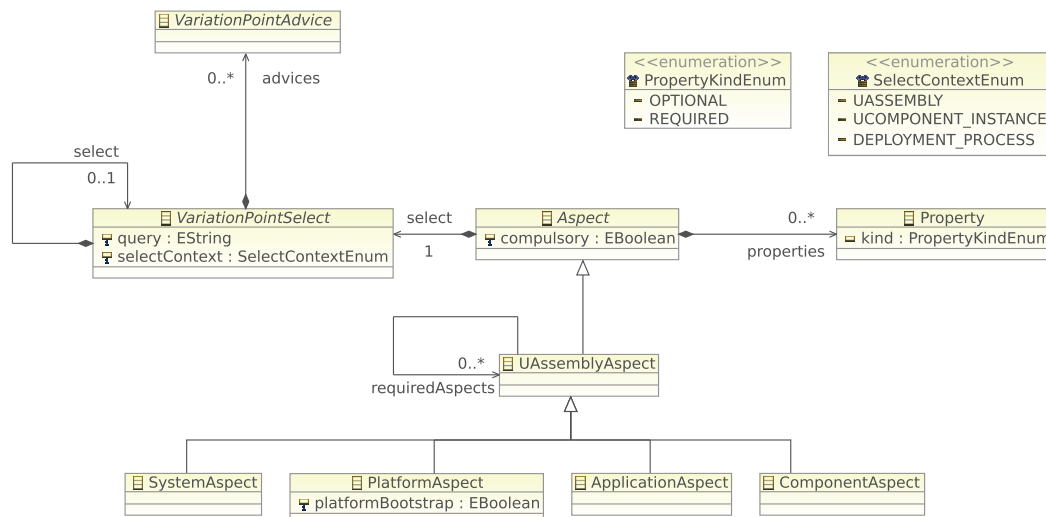 VariationPointAdvice
0..* advices
<<enumeration>>
PropertyKindEnum
OPTIONAL
REQUIRED
<<enumeration>>
SelectContextEnum
UASSEMBLY
UCOMPONENT_INSTANCE
DEPLOYMENT_PROCESS
select
0..1
VariationPointSelect
query : EString
selectContext : SelectContextEnum
select
1
Aspect
compulsory : EBoolean
0..*
properties
Property
kind : PropertyKindEnum
0..*
requiredAspects
UAssemblyAspect
SystemAspect
PlatformAspect
platformBootstrap : EBoolean
ApplicationAspect
ComponentAspect